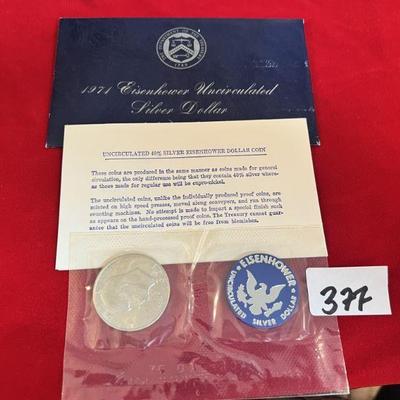 1971 Eisenhower Uncirculated
Silver Dollar
UNCIRCULATED 40% SILVER EISENHOWER DOLLAR COIN
These coins are produced in the same manner as coins made for general
circulation, the only difference being that they contain 40% silver where-
as those made for regular use will be cupro-nickel.
The uncirculated coins, unlike the individually produced proof coins, are
minted on high speed presses, moved along conveyors, and run through
counting machines. No attempt is made to impart a special finish such
as appears on the hand-processed proof coins. The Treasury cannot guar-
antee that the uncirculated coins will be free from blemishes.
EISENHOWER
UNCIRCULATED SILVER DOLLAR
377